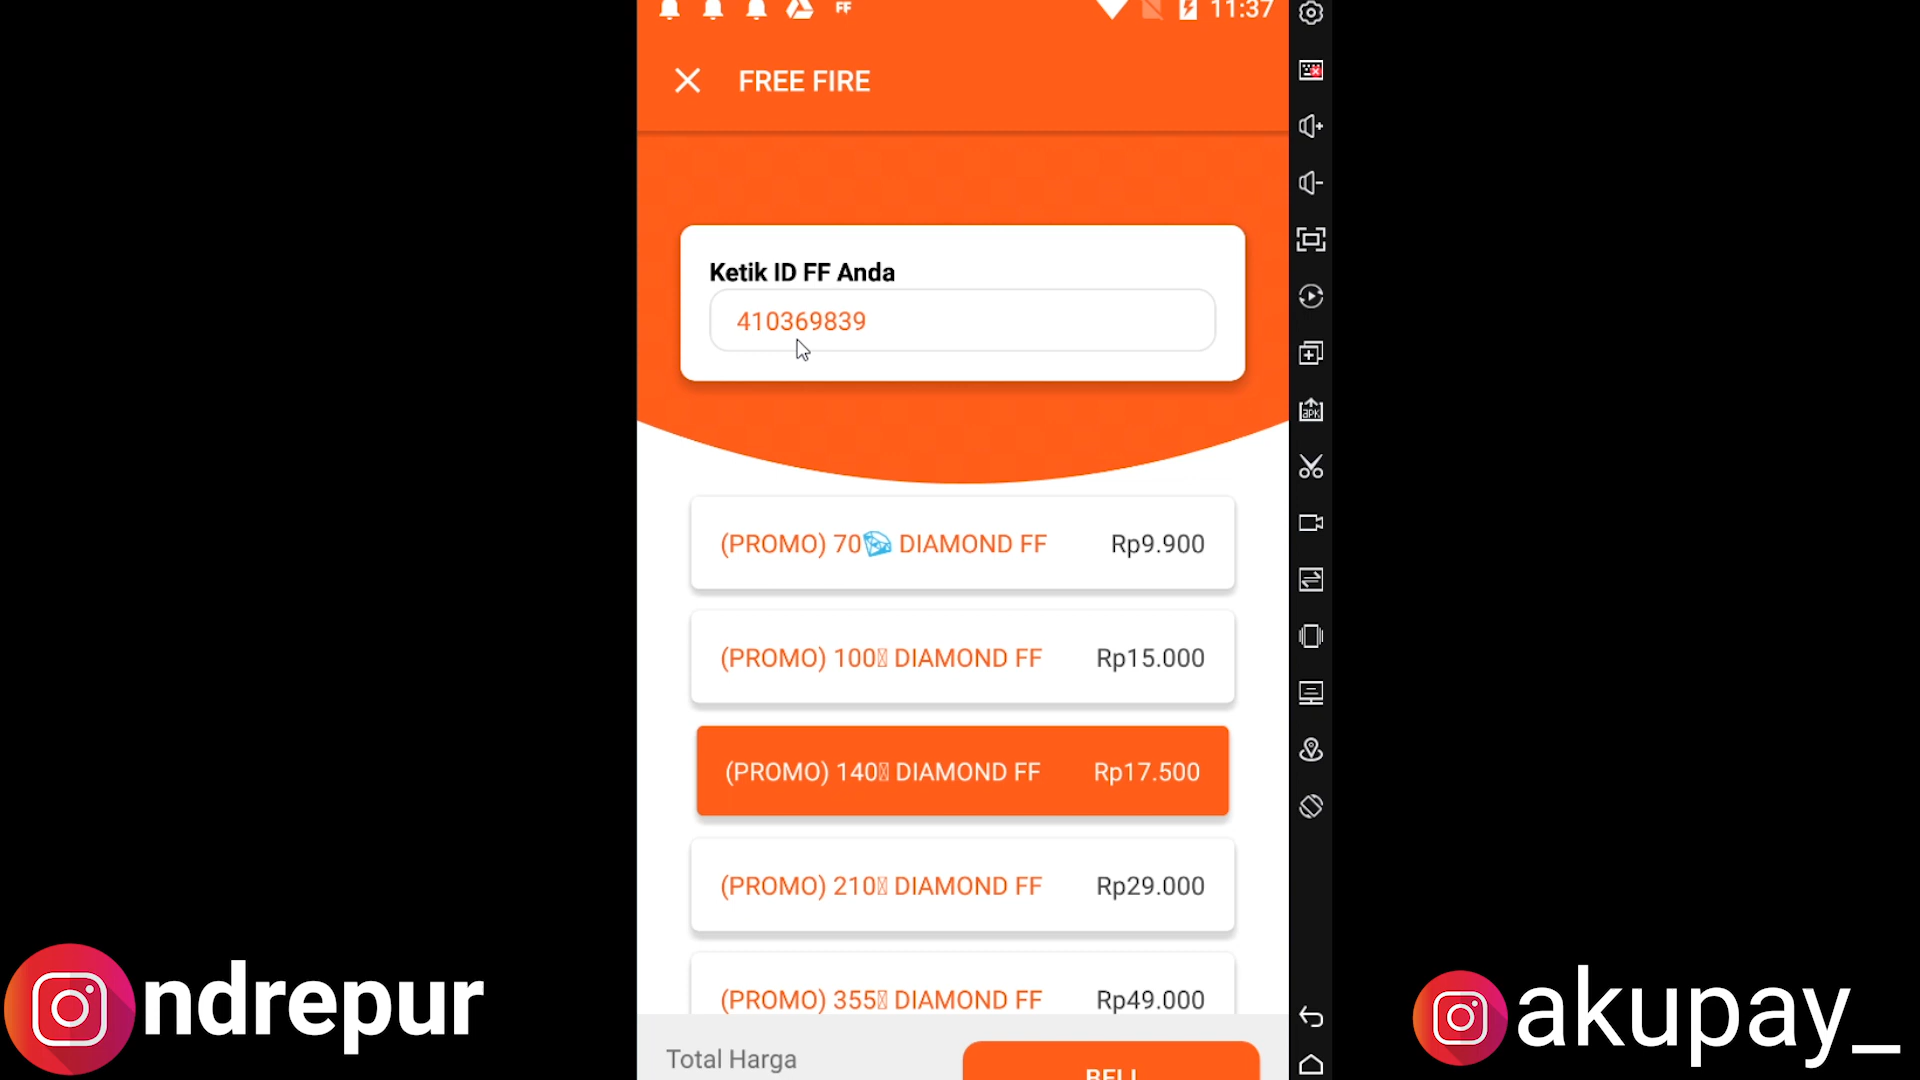 FF
11:37
FREE FIRE
Ketik ID FF Anda
410369839
(PROMO) 70💎 DIAMOND FF Rp9.900
(PROMO) 100 DIAMOND FF Rp15.000
(PROMO) 140 DIAMOND FF Rp17.500
(PROMO) 210 DIAMOND FF Rp29.000
(PROMO) 355 DIAMOND FF Rp49.000
Total Harga
BELI
APK
ndrepur
akupay_